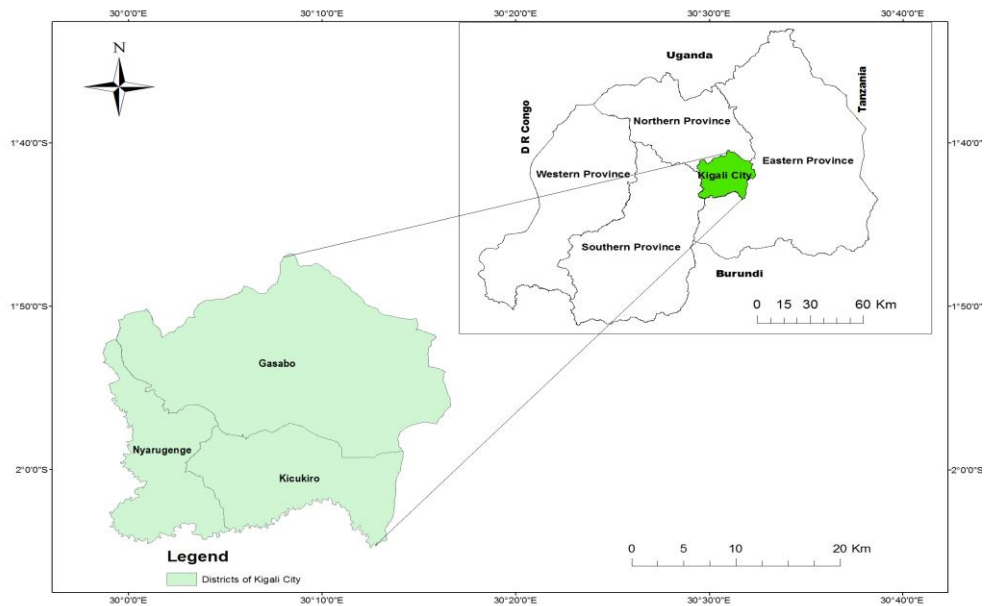 30°0'0"E
30°10'0"E
30°20'0"E
30°30'0"E
30°40'0"E
N
Uganda
Tanzania
D R Congo
Northern Province
1°40'0"S
1°40'0"S
Eastern Province
Western Province
Kigali City
Southern Province
Burundi
0 15 30 60 Km
1°50'0"S
1°50'0"S
Gasabo
Nyarugenge
Kicukiro
2°0'0"S
2°0'0"S
Legend
Districts of Kigali City
0 5 10 20 Km
30°0'0"E
30°10'0"E
30°20'0"E
30°30'0"E
30°40'0"E